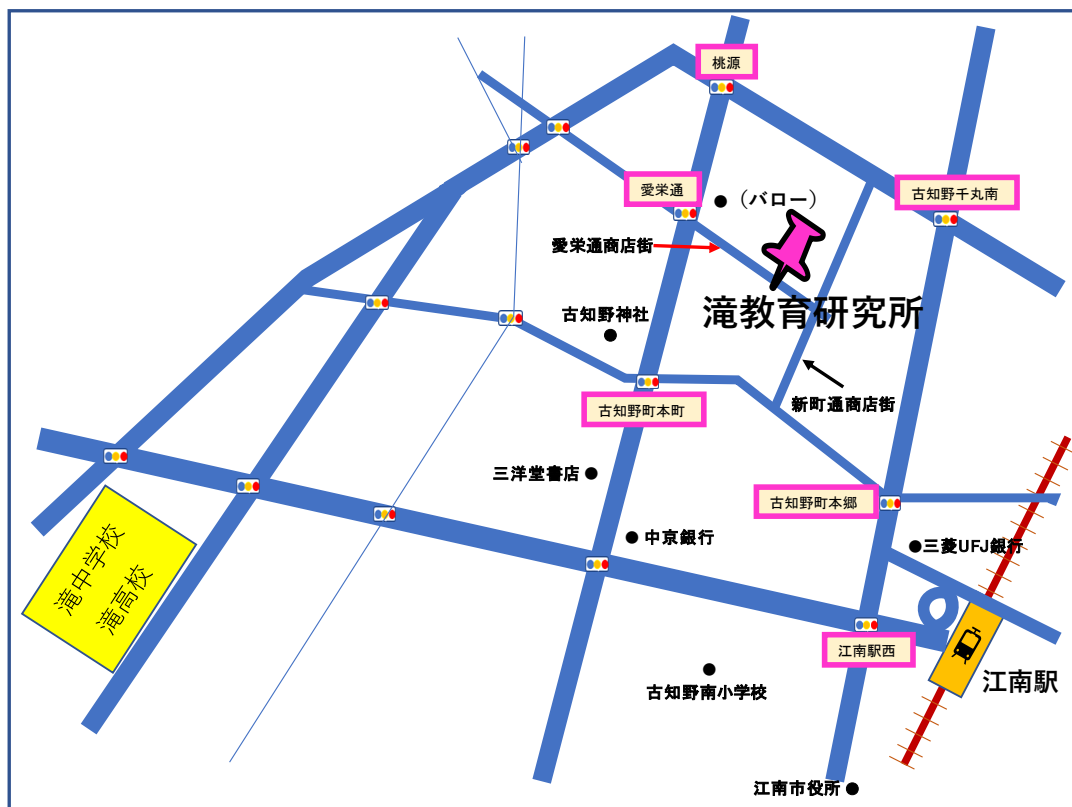 桃源
愛栄通
(バロー)
古知野千丸南
愛栄通商店街
滝教育研究所
古知野神社
新町通商店街
古知野町本町
三洋堂書店
古知野町本郷
中京銀行
三菱UFJ銀行
滝中学校
滝高校
江南駅西
古知野南小学校
江南駅
江南市役所